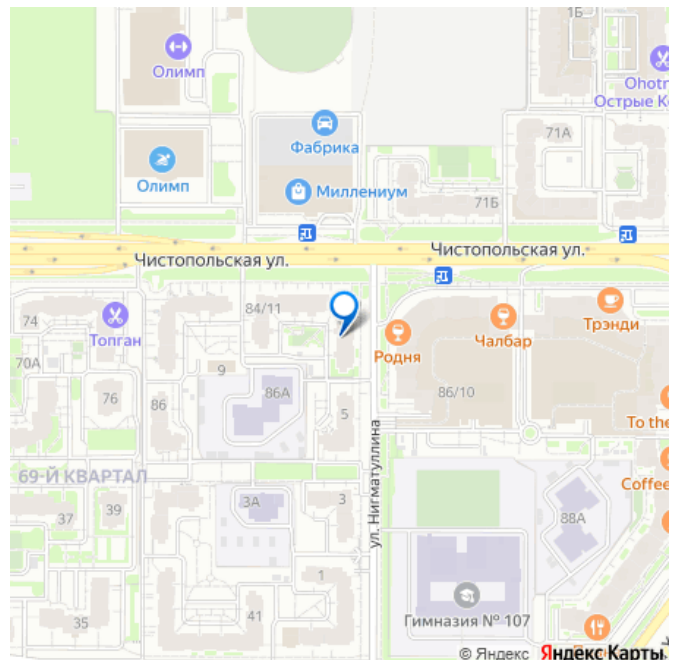 1Б
Олимп
Ohotn
Острые К
Фабрика
71А
Олимп
Миллениум
71Б
Чистопольская ул.
Чистопольская ул.
84/11
Трэнди
74
Топган
Чалбар
Родня
70А
9
76
86
86А
86/10
5
To the
ул. Нигматуллина
69-Й КВАРТАЛ
Coffee
3А
3
37
39
88А
1
41
35
Гимназия № 107
© Яндекс Яндекс Карты